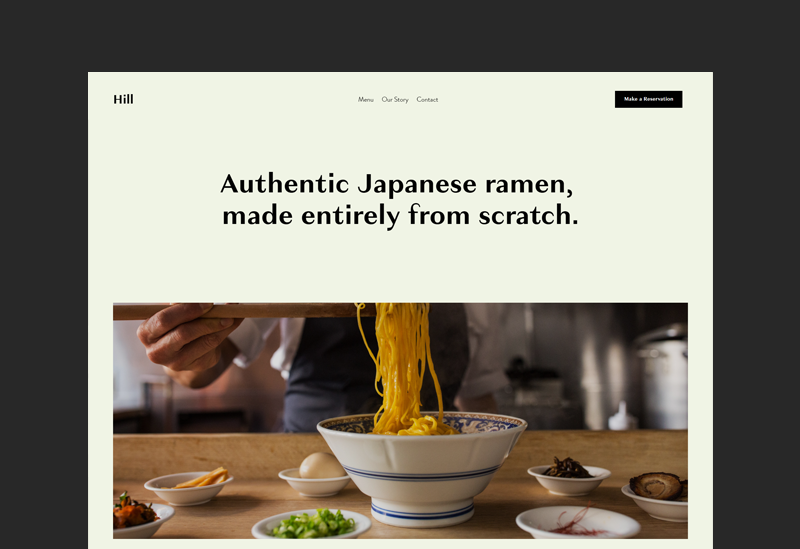 Hill
Menu Our Story Contact
Make a Reservation
Authentic Japanese ramen,
made entirely from scratch.